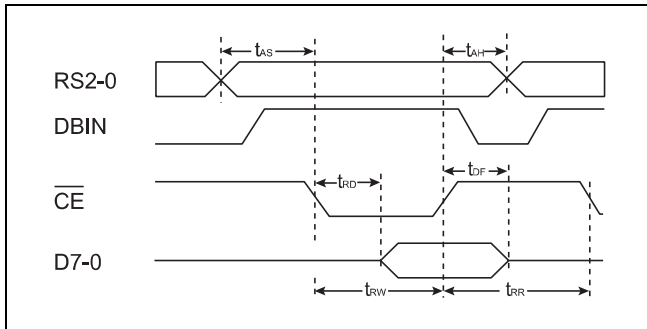 tAS
tAH
RS2-0
DBIN
tRD
tDF
CE
D7-0
tRW
tRR